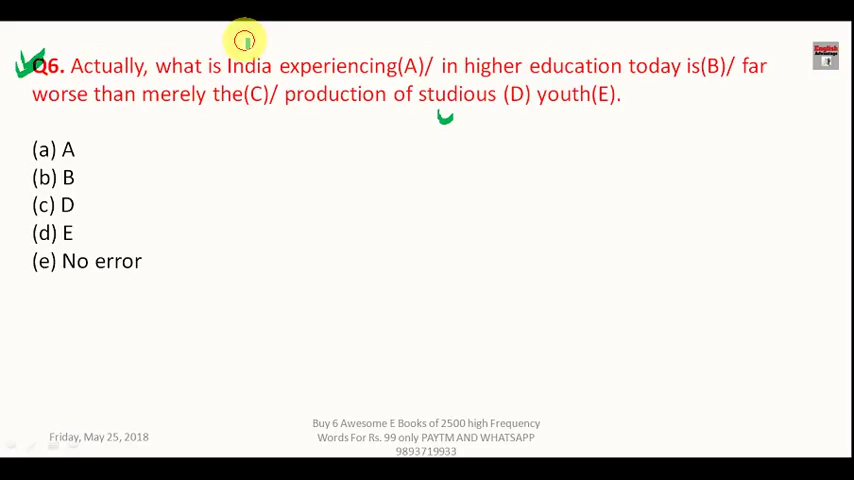 English
Advantage
Q6. Actually, what is India experiencing(A)/ in higher education today is(B)/ far
worse than merely the(C)/ production of studious (D) youth(E).
(a) A
(b) B
(c) D
(d) E
(e) No error
Friday, May 25, 2018
Buy 6 Awesome E Books of 2500 high Frequency
Words For Rs. 99 only PAYTM AND WHATSAPP
9893719933